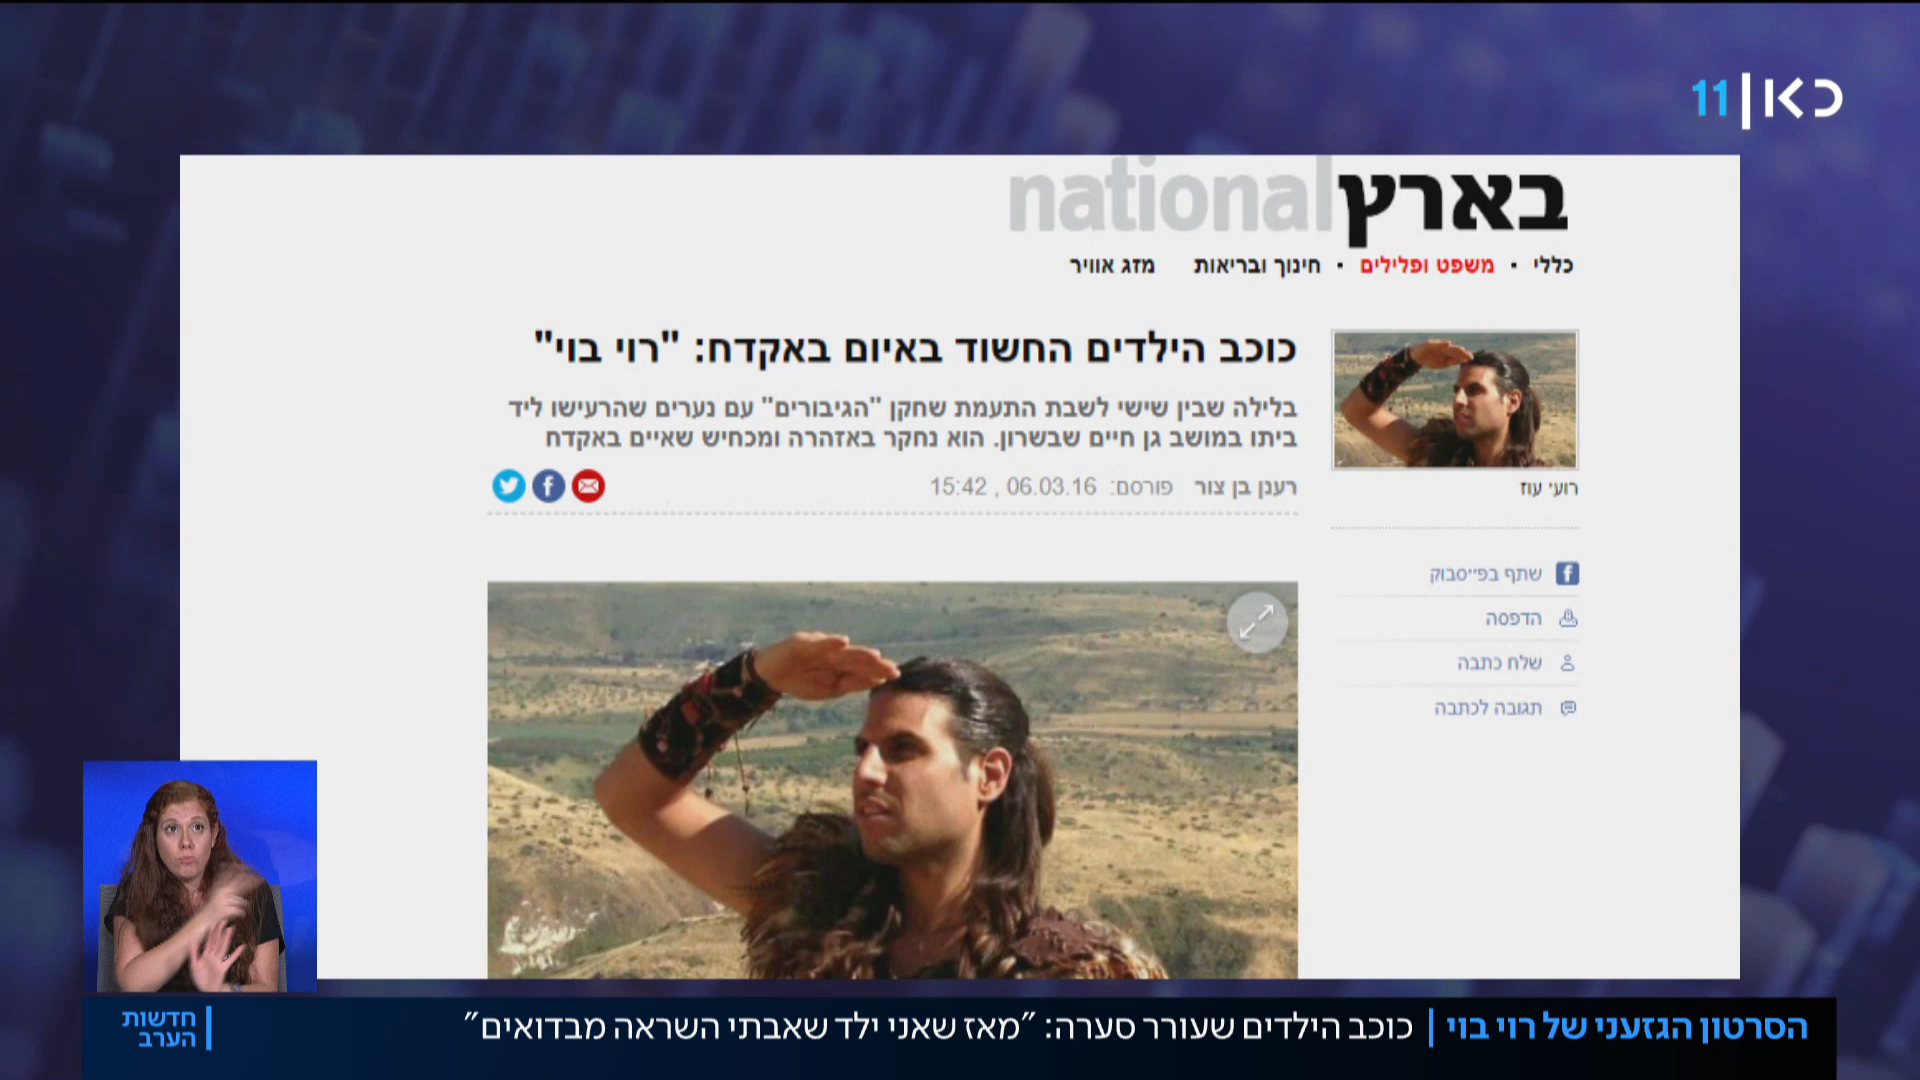 כאן 11
בארץ national
כללי · משפט ופלילים · חינוך ובריאות מזג אוויר
כוכב הילדים החשוד באיום באקדח: "רוי בוי"
בלילה שבין שישי לשבת התעמת שחקן "הגיבורים" עם נערים שהרעישו ליד
ביתו במושב גן חיים שבשרון. הוא נחקר באזהרה ומכחיש שאיים באקדח
רענן בן צור פורסם: 06.03.16 , 15:42
רועי עוז
שתף בפייסבוק
הדפסה
שלח כתבה
תגובה לכתבה
הסרטון הגזעני של רוי בוי | כוכב הילדים שעורר סערה: "מאז שאני ילד שאבתי השראה מבדואים"
חדשות
הערב